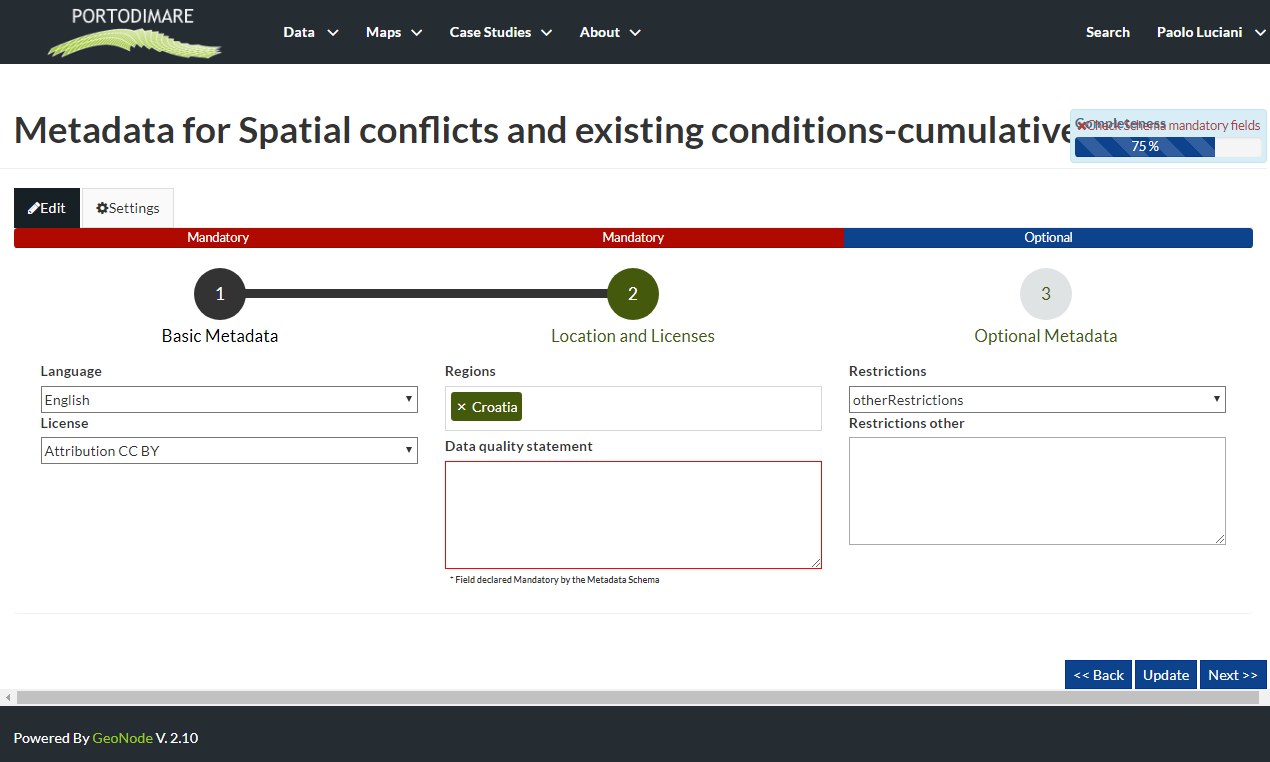 PORTODIMARE
Data Maps Case Studies About Search Paolo Luciani
Metadata for Spatial conflicts and existing conditions-cumulative
Completeness
✖Check Schema mandatory fields
75%
Edit Settings
Mandatory Mandatory Optional
1 2 3
Basic Metadata Location and Licenses Optional Metadata
Language
English
License
Attribution CC BY
Regions
× Croatia
Data quality statement
* Field declared Mandatory by the Metadata Schema
Restrictions
otherRestrictions
Restrictions other
<< Back Update Next >>
Powered By GeoNode V. 2.10